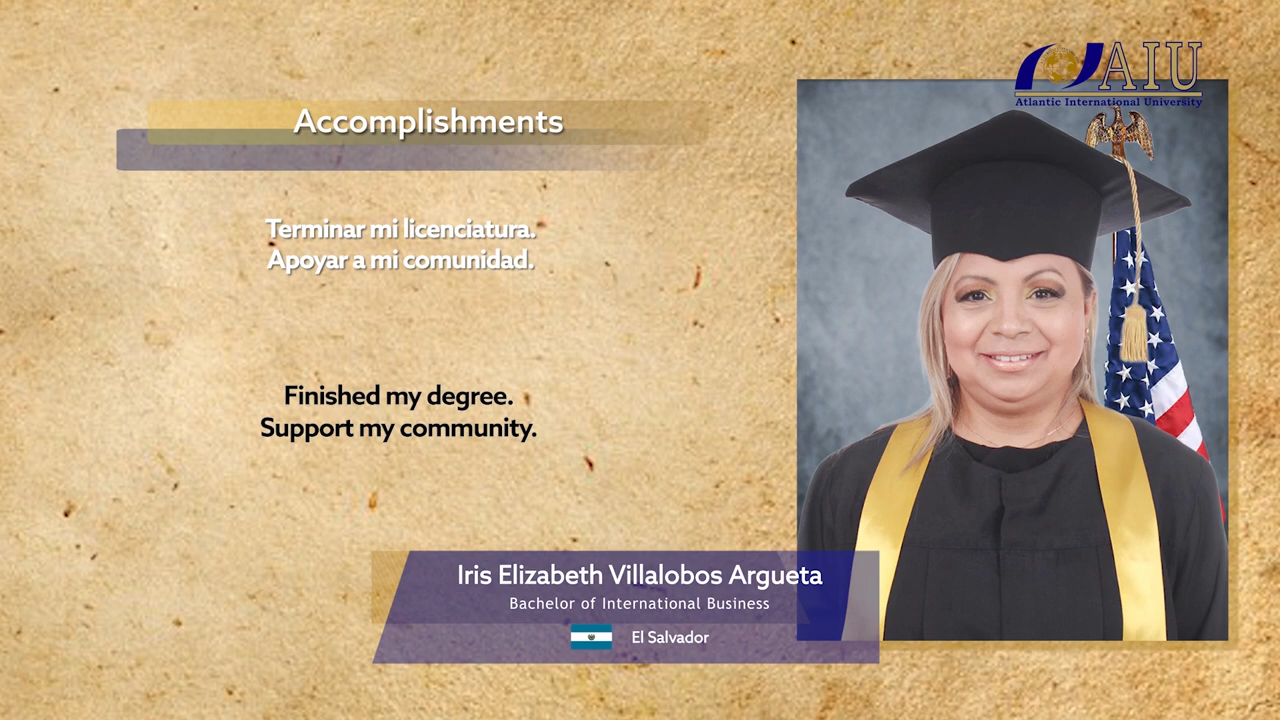 AIU
Atlantic International University
Accomplishments
Terminar mi licenciatura.
Apoyar a mi comunidad.
Finished my degree.
Support my community.
Iris Elizabeth Villalobos Argueta
Bachelor of International Business
El Salvador